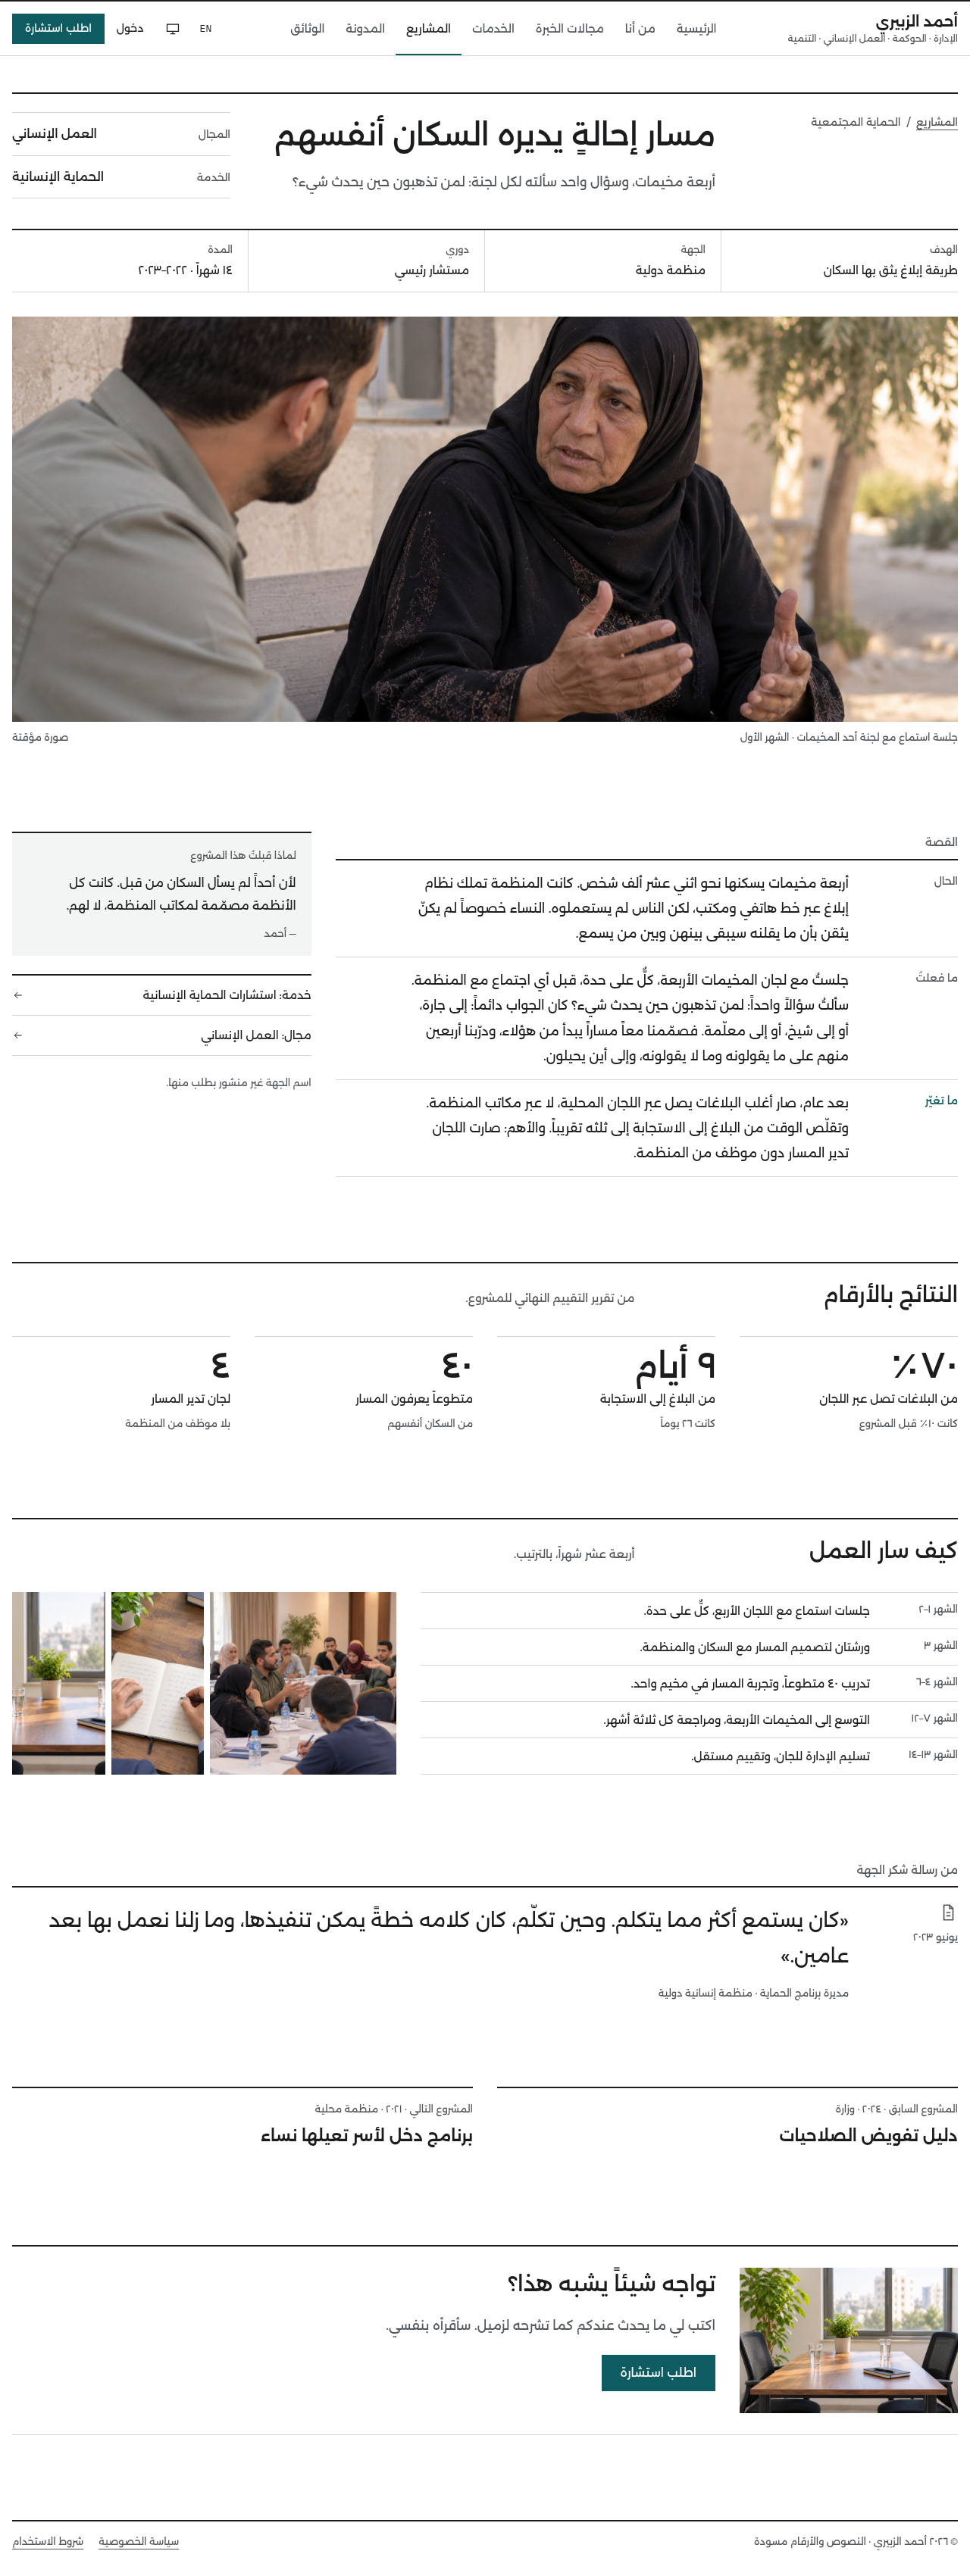 أحمد الزبيري
الإدارة · الحوكمة · العمل الإنساني · التنمية
الرئيسية
من أنا
مجالات الخبرة
الخدمات
المشاريع
المدونة
الوثائق
EN
دخول
اطلب استشارة
المشاريع / الحماية المجتمعية
مسار إحالةٍ يديره السكان أنفسهم
أربعة مخيمات، وسؤال واحد سألته لكل لجنة: لمن تذهبون حين يحدث شيء؟
المجال
العمل الإنساني
الخدمة
الحماية الإنسانية
الهدف
طريقة إبلاغ يثق بها السكان
الجهة
منظمة دولية
دوري
مستشار رئيسي
المدة
١٤ شهراً · ٢٠٢٢–٢٠٢٣
جلسة استماع مع لجنة أحد المخيمات · الشهر الأول
صورة مؤقتة
القصة
الحال
أربعة مخيمات يسكنها نحو اثني عشر ألف شخص. كانت المنظمة تملك نظام
إبلاغ عبر خط هاتفي ومكتب، لكن الناس لم يستعملوه. النساء خصوصاً لم يكنّ
يثقن بأن ما يقلنه سيبقى بينهن وبين من يسمع.
ما فعلتُ
جلستُ مع لجان المخيمات الأربعة، كلٌّ على حدة، قبل أي اجتماع مع المنظمة.
سألتُ سؤالاً واحداً: لمن تذهبون حين يحدث شيء؟ كان الجواب دائماً: إلى جارة،
أو إلى شيخ، أو إلى معلّمة. فصمّمنا معاً مساراً يبدأ من هؤلاء، ودرّبنا أربعين
منهم على ما يقولونه وما لا يقولونه، وإلى أين يحيلون.
ما تغيّر
بعد عام، صار أغلب البلاغات يصل عبر اللجان المحلية، لا عبر مكاتب المنظمة.
وتقلّص الوقت من البلاغ إلى الاستجابة إلى ثلثه تقريباً. والأهم: صارت اللجان
تدير المسار دون موظف من المنظمة.
لماذا قبلتُ هذا المشروع
لأن أحداً لم يسأل السكان من قبل. كانت كل
الأنظمة مصمّمة لمكاتب المنظمة، لا لهم.
— أحمد
خدمة: استشارات الحماية الإنسانية
←
مجال: العمل الإنساني
←
اسم الجهة غير منشور بطلب منها.
النتائج بالأرقام
من تقرير التقييم النهائي للمشروع.
٧٠٪
من البلاغات تصل عبر اللجان
كانت ١٠٪ قبل المشروع
٩ أيام
من البلاغ إلى الاستجابة
كانت ٢٦ يوماً
٤٠
متطوعاً يعرفون المسار
من السكان أنفسهم
٤
لجان تدير المسار
بلا موظف من المنظمة
كيف سار العمل
أربعة عشر شهراً، بالترتيب.
الشهر ١–٢
جلسات استماع مع اللجان الأربع، كلٌّ على حدة.
الشهر ٣
ورشتان لتصميم المسار مع السكان والمنظمة.
الشهر ٤–٦
تدريب ٤٠ متطوعاً، وتجربة المسار في مخيم واحد.
الشهر ٧–١٢
التوسع إلى المخيمات الأربعة، ومراجعة كل ثلاثة أشهر.
الشهر ١٣–١٤
تسليم الإدارة للجان، وتقييم مستقل.
من رسالة شكر الجهة
يونيو ٢٠٢٣
«كان يستمع أكثر مما يتكلم. وحين تكلّم، كان كلامه خطةً يمكن تنفيذها، وما زلنا نعمل بها بعد
عامين.»
مديرة برنامج الحماية · منظمة إنسانية دولية
المشروع السابق · ٢٠٢٤ · وزارة
دليل تفويض الصلاحيات
المشروع التالي · ٢٠٢١ · منظمة محلية
برنامج دخل لأسر تعيلها نساء
تواجه شيئاً يشبه هذا؟
اكتب لي ما يحدث عندكم كما تشرحه لزميل. سأقرأه بنفسي.
اطلب استشارة
© ٢٠٢٦ أحمد الزبيري · النصوص والأرقام مسودة
سياسة الخصوصية
شروط الاستخدام